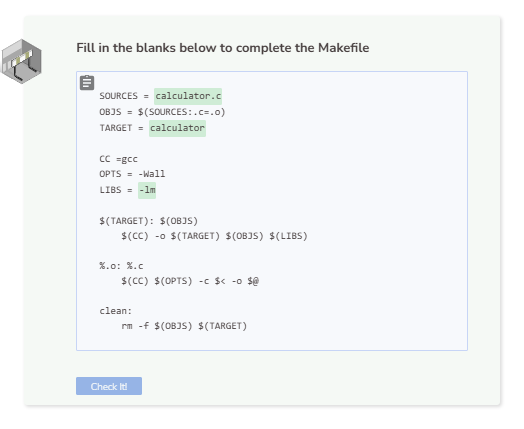 Fill in the blanks below to complete the Makefile
SOURCES = calculator.c
OBJS = $(SOURCES:.c=.o)
TARGET = calculator
CC =gcc
OPTS = -Wall
LIBS = -lm
$(TARGET): $(OBJS)
$(CC) -o $(TARGET) $(OBJS) $(LIBS)
%.o: %.c
$(CC) $(OPTS) -c $< -o $@
clean:
rm -f $(OBJS) $(TARGET)
Check It!